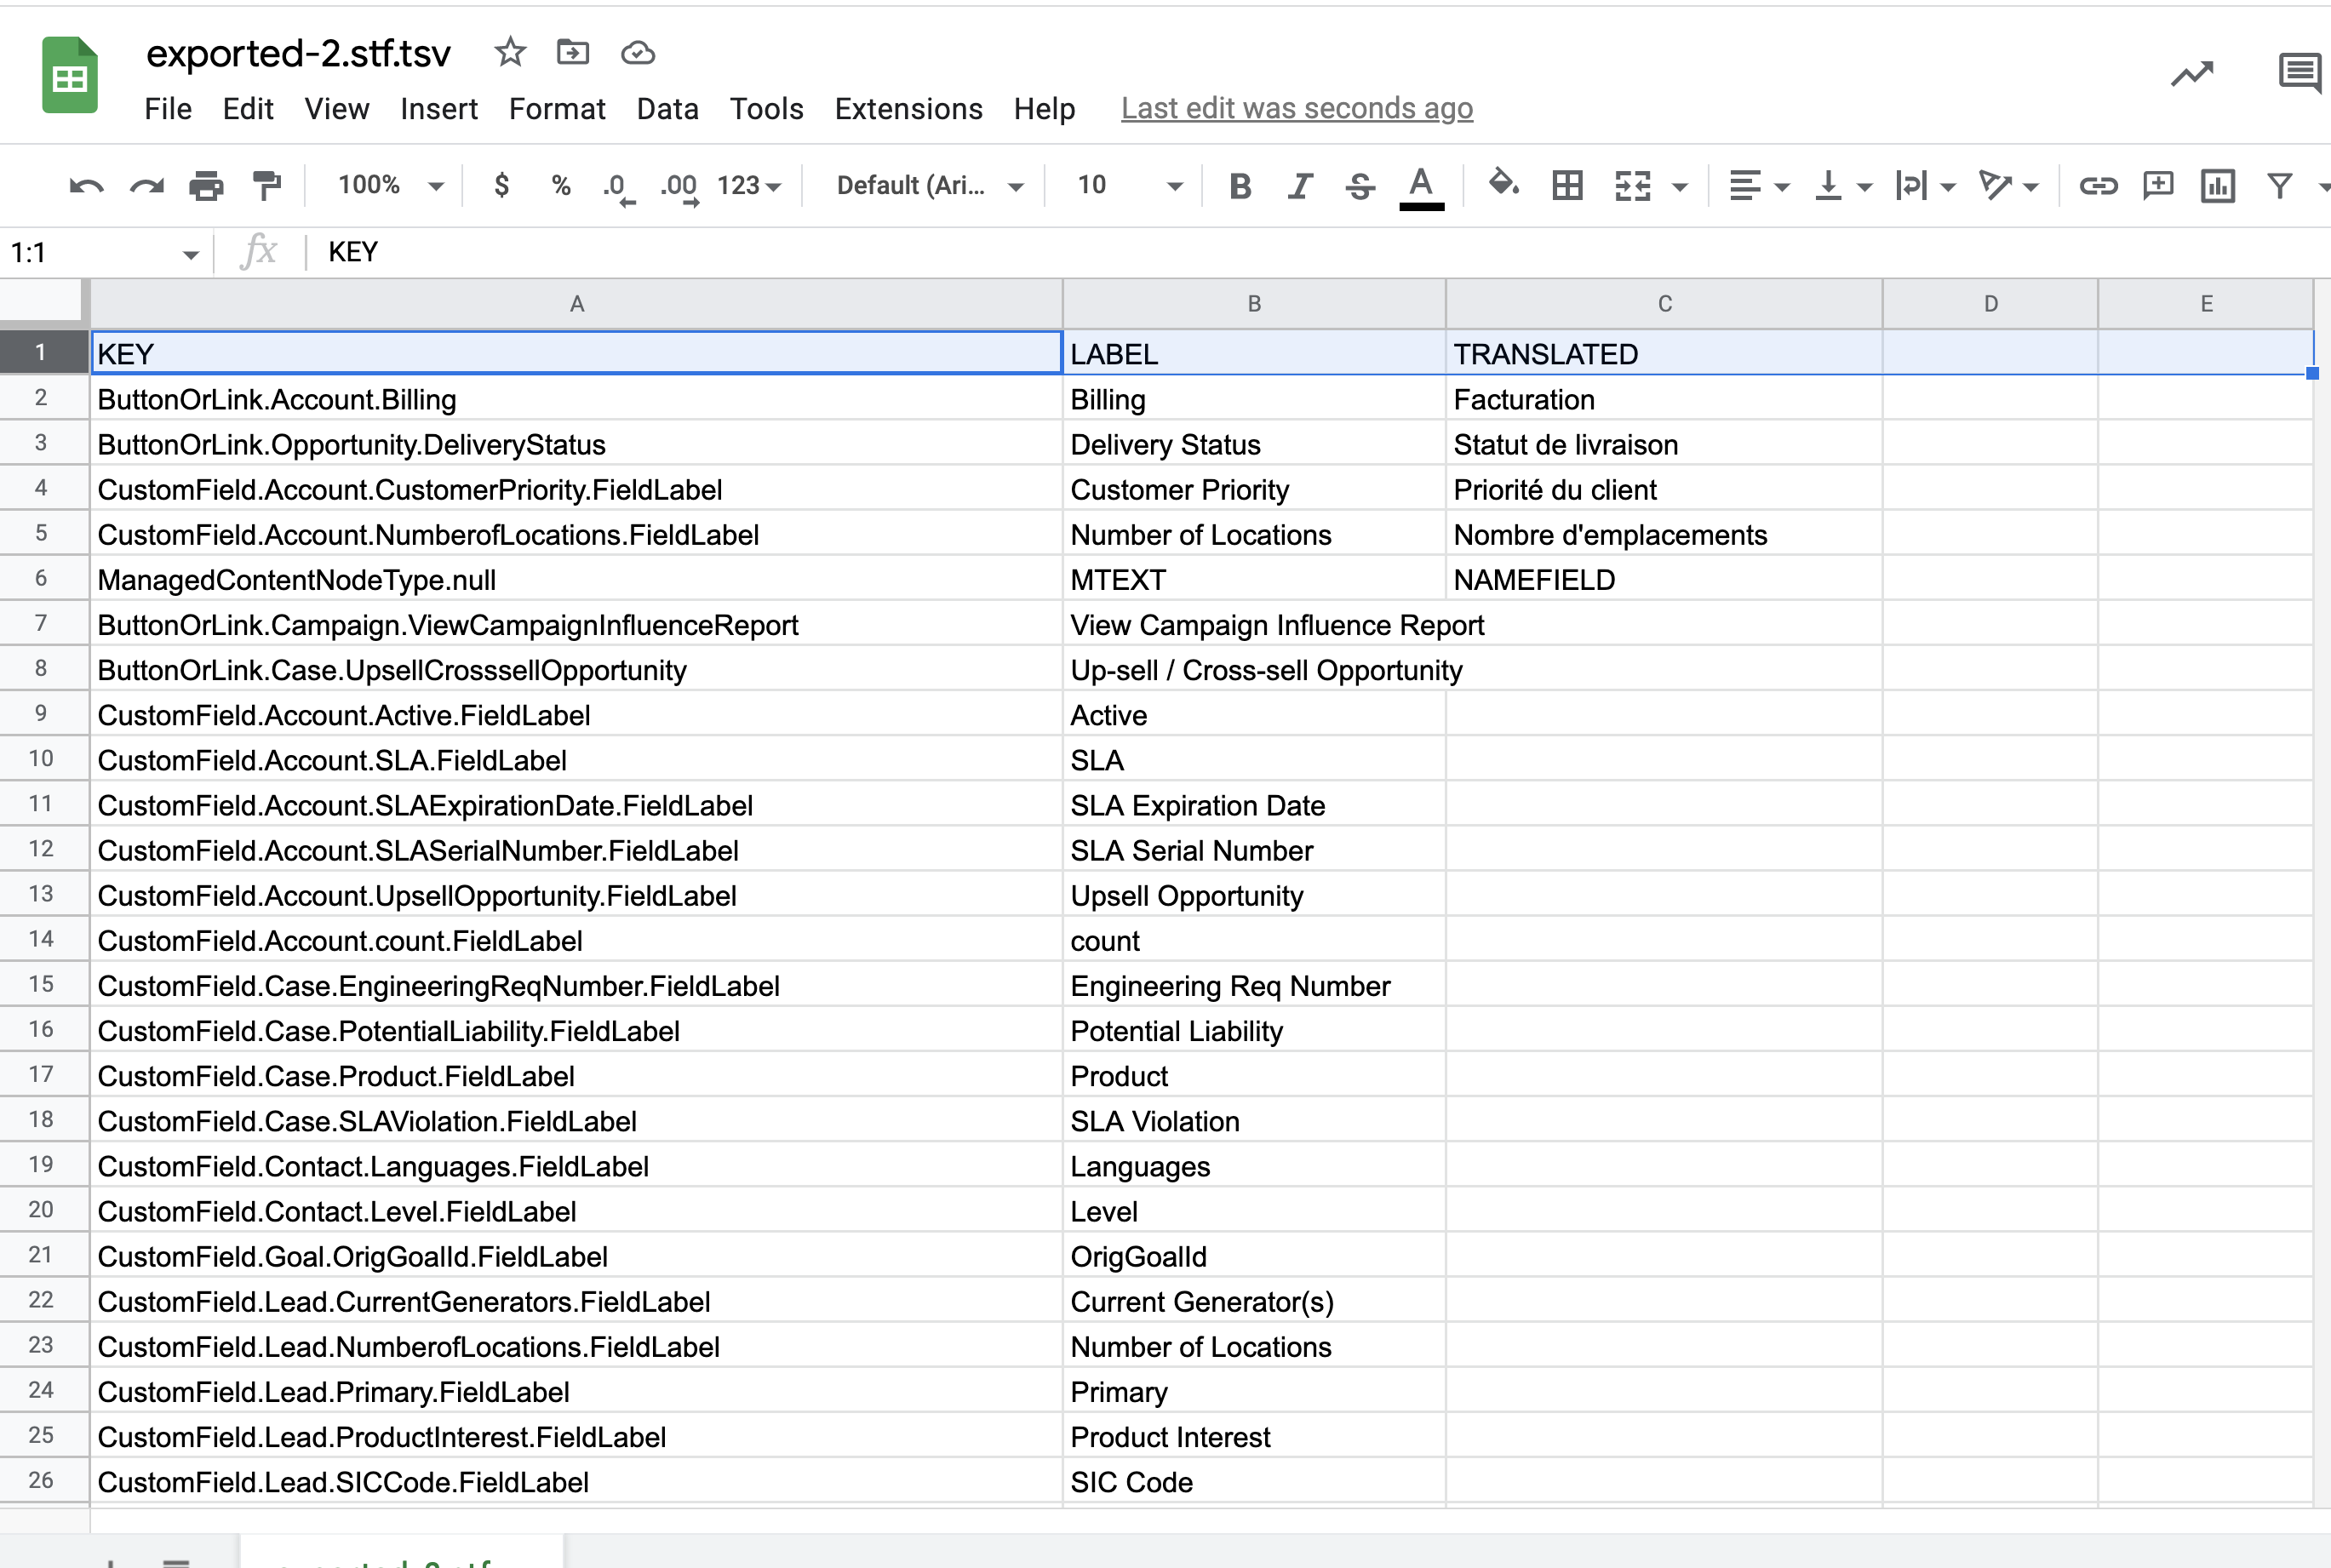 exported-2.stf.tsv
File Edit View Insert Format Data Tools Extensions Help Last edit was seconds ago
100% $ % .0 .00 123 Default (Ari... 10 B I S A
1:1 fx KEY
A B C D E
1 KEY LABEL TRANSLATED
2 ButtonOrLink.Account.Billing Billing Facturation
3 ButtonOrLink.Opportunity.DeliveryStatus Delivery Status Statut de livraison
4 CustomField.Account.CustomerPriority.FieldLabel Customer Priority Priorité du client
5 CustomField.Account.NumberofLocations.FieldLabel Number of Locations Nombre d'emplacements
6 ManagedContentNodeType.null MTEXT NAMEFIELD
7 ButtonOrLink.Campaign.ViewCampaignInfluenceReport View Campaign Influence Report
8 ButtonOrLink.Case.UpsellCrosssellOpportunity Up-sell / Cross-sell Opportunity
9 CustomField.Account.Active.FieldLabel Active
10 CustomField.Account.SLA.FieldLabel SLA
11 CustomField.Account.SLAExpirationDate.FieldLabel SLA Expiration Date
12 CustomField.Account.SLASerialNumber.FieldLabel SLA Serial Number
13 CustomField.Account.UpsellOpportunity.FieldLabel Upsell Opportunity
14 CustomField.Account.count.FieldLabel count
15 CustomField.Case.EngineeringReqNumber.FieldLabel Engineering Req Number
16 CustomField.Case.PotentialLiability.FieldLabel Potential Liability
17 CustomField.Case.Product.FieldLabel Product
18 CustomField.Case.SLAViolation.FieldLabel SLA Violation
19 CustomField.Contact.Languages.FieldLabel Languages
20 CustomField.Contact.Level.FieldLabel Level
21 CustomField.Goal.OrigGoalId.FieldLabel OrigGoalId
22 CustomField.Lead.CurrentGenerators.FieldLabel Current Generator(s)
23 CustomField.Lead.NumberofLocations.FieldLabel Number of Locations
24 CustomField.Lead.Primary.FieldLabel Primary
25 CustomField.Lead.ProductInterest.FieldLabel Product Interest
26 CustomField.Lead.SICCode.FieldLabel SIC Code